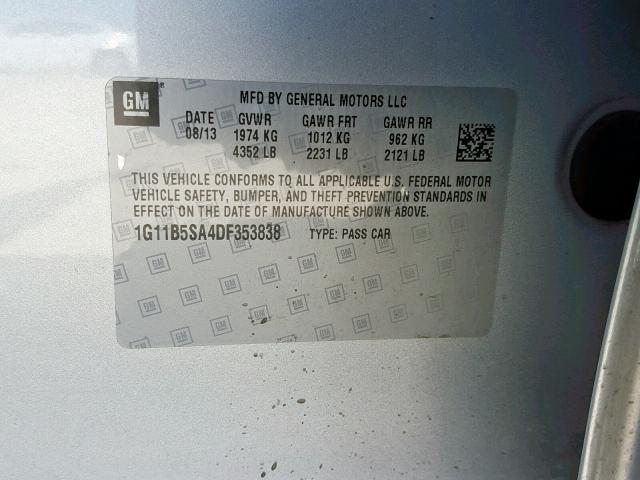 GM ® MFD BY GENERAL MOTORS LLC
DATE GVWR GAWR FRT GAWR RR
08/13 1974 KG 1012 KG 962 KG
4352 LB 2231 LB 2121 LB
THIS VEHICLE CONFORMS TO ALL APPLICABLE U.S. FEDERAL MOTOR
VEHICLE SAFETY, BUMPER, AND THEFT PREVENTION STANDARDS IN
EFFECT ON THE DATE OF MANUFACTURE SHOWN ABOVE.
1G11B5SA4DF353838 TYPE: PASS CAR